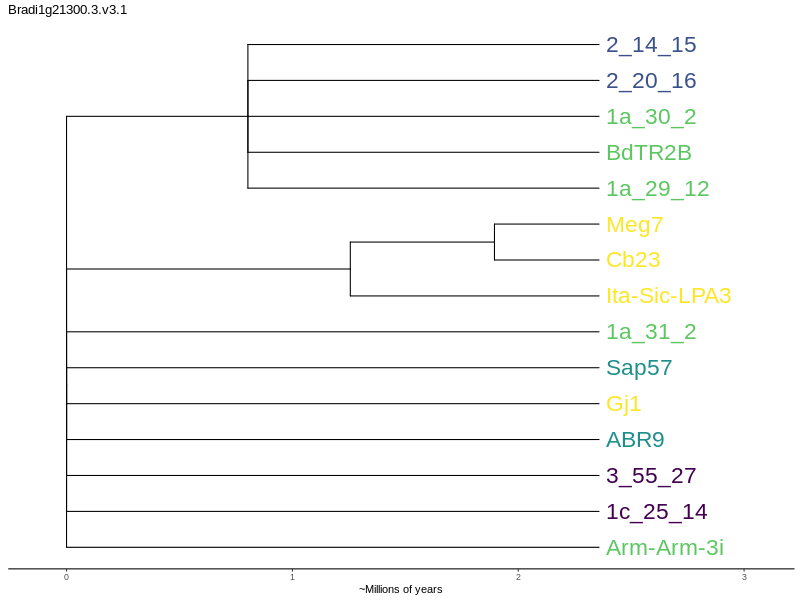 Bradi1g21300.3.v3.1
2_14_15
2_20_16
1a_30_2
BdTR2B
1a_29_12
Meg7
Cb23
Ita-Sic-LPA3
1a_31_2
Sap57
Gj1
ABR9
3_55_27
1c_25_14
Arm-Arm-3i
0 1 2 3
~Millions of years